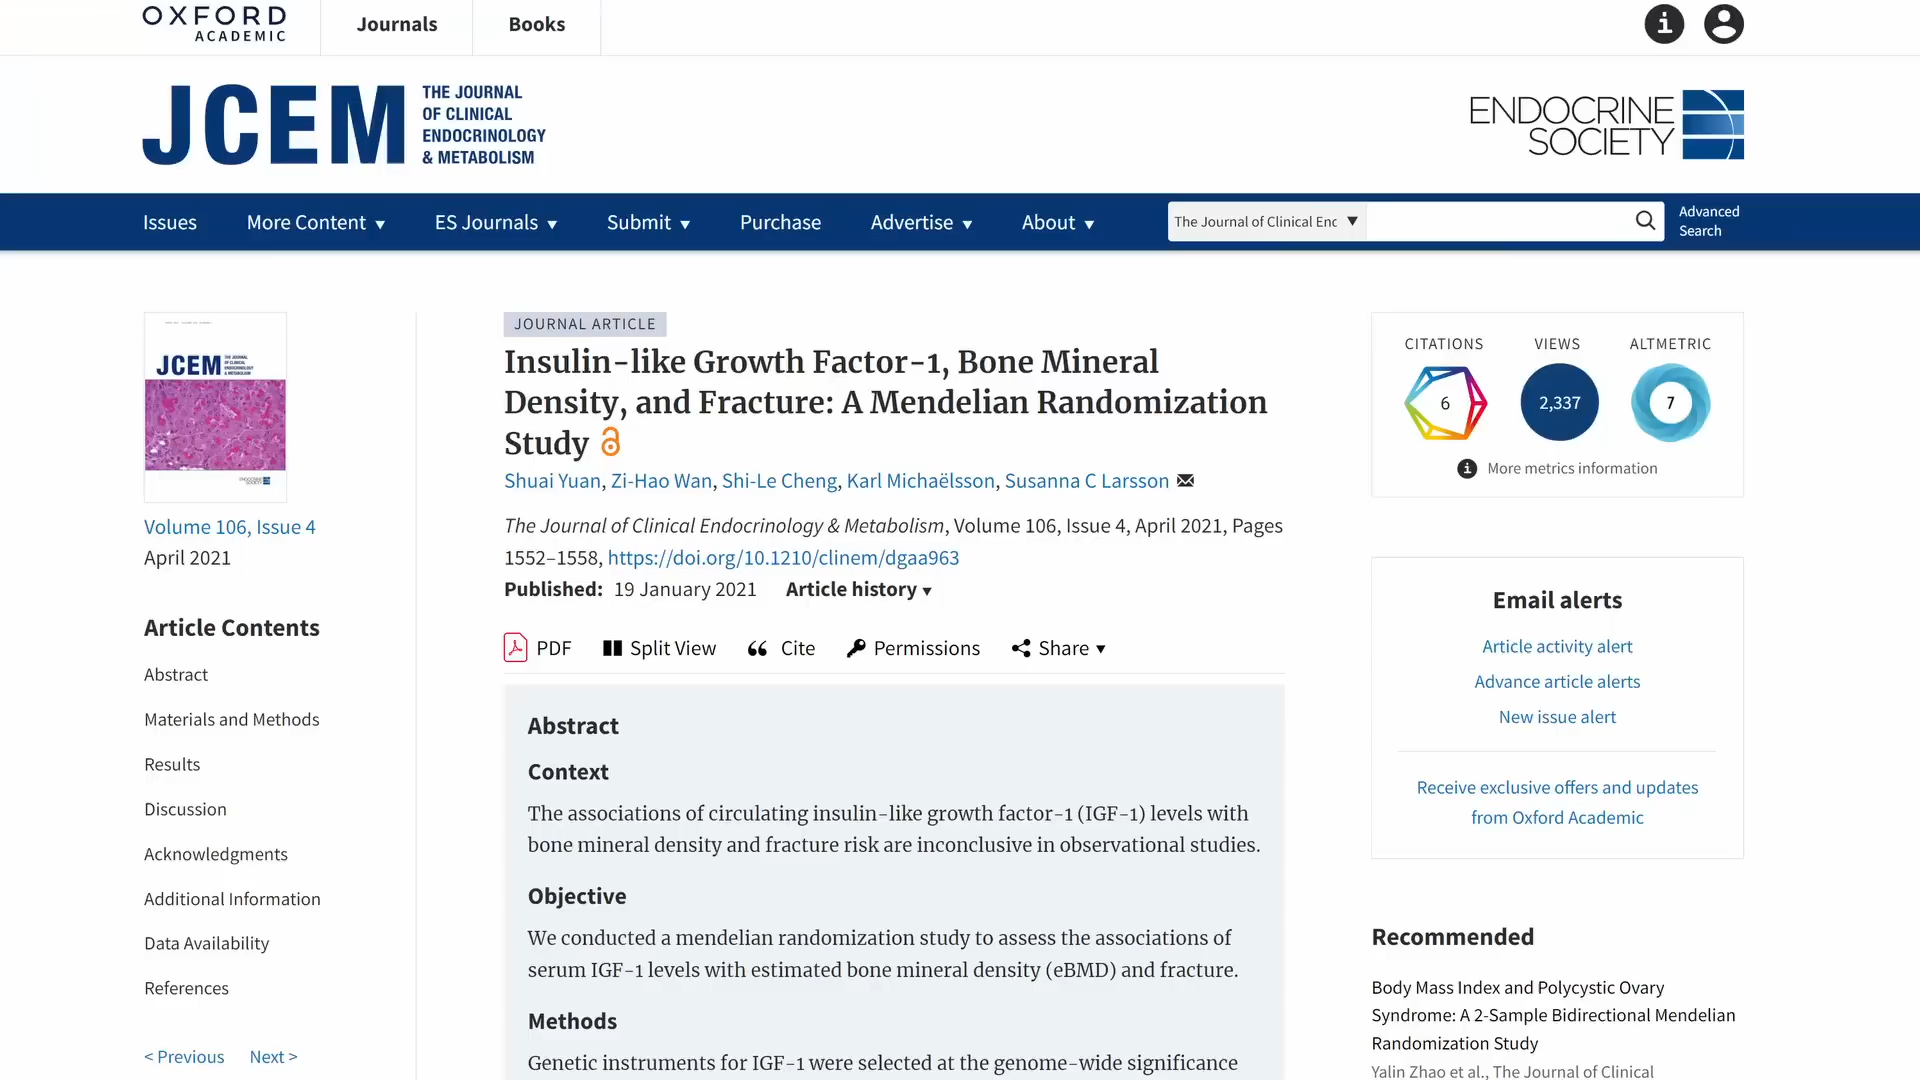 OXFORD
ACADEMIC
Journals
Books
JCEM
THE JOURNAL
OF CLINICAL
ENDOCRINOLOGY
& METABOLISM
ENDOCRINE
SOCIETY
Issues
More Content
ES Journals
Submit
Purchase
Advertise
About
The Journal of Clinical Enc
Advanced
Search
JCEM
Volume 106, Issue 4
April 2021
Article Contents
Abstract
Materials and Methods
Results
Discussion
Acknowledgments
Additional Information
Data Availability
References
< Previous Next >
JOURNAL ARTICLE
Insulin-like Growth Factor-1, Bone Mineral
Density, and Fracture: A Mendelian Randomization
Study
Shuai Yuan, Zi-Hao Wan, Shi-Le Cheng, Karl Michaëlsson, Susanna C Larsson
The Journal of Clinical Endocrinology & Metabolism, Volume 106, Issue 4, April 2021, Pages
1552–1558, https://doi.org/10.1210/clinem/dgaa963
Published: 19 January 2021 Article history
PDF Split View Cite Permissions Share
Abstract
Context
The associations of circulating insulin-like growth factor-1 (IGF-1) levels with
bone mineral density and fracture risk are inconclusive in observational studies.
Objective
We conducted a mendelian randomization study to assess the associations of
serum IGF-1 levels with estimated bone mineral density (eBMD) and fracture.
Methods
Genetic instruments for IGF-1 were selected at the genome-wide significance
CITATIONS VIEWS ALTMETRIC
6 2,337 7
More metrics information
Email alerts
Article activity alert
Advance article alerts
New issue alert
Receive exclusive offers and updates
from Oxford Academic
Recommended
Body Mass Index and Polycystic Ovary
Syndrome: A 2-Sample Bidirectional Mendelian
Randomization Study
Yalin Zhao et al., The Journal of Clinical